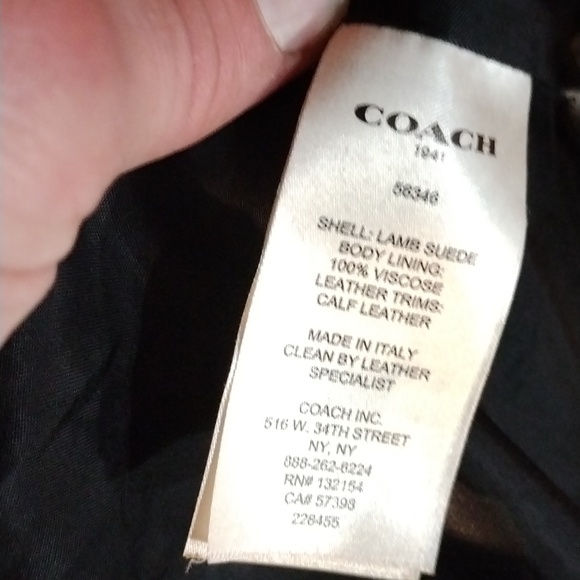 COACH
1941
56346
SHELL: LAMB SUEDE
BODY LINING:
100% VISCOSE
LEATHER TRIMS:
CALF LEATHER
MADE IN ITALY
CLEAN BY LEATHER
SPECIALIST
COACH INC.
516 W. 34TH STREET
NY, NY
888-262-6224
RN# 132154
CA# 57398
228455